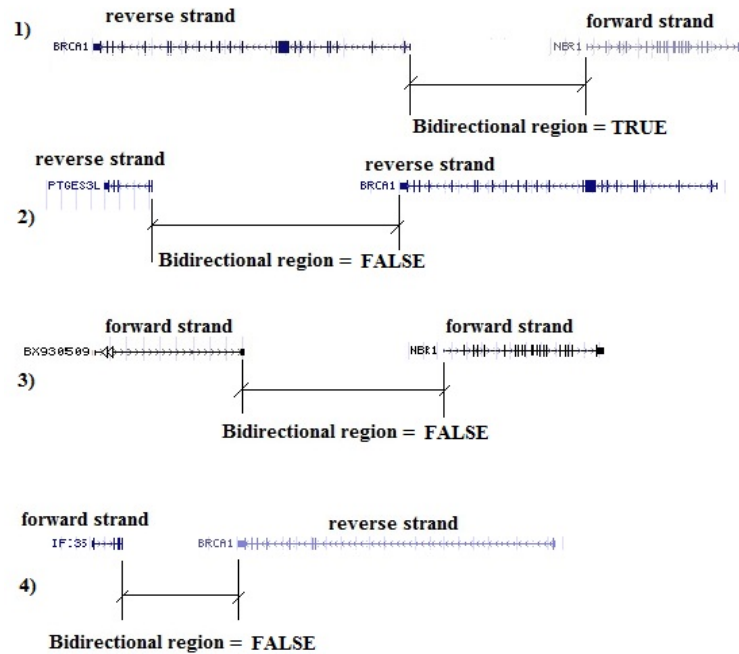 reverse strand
1)
forward strand
BRCA1
NBR1
Bidirectional region = TRUE
reverse strand
reverse strand
PTGES3L
BRCA1
2)
Bidirectional region = FALSE
forward strand
forward strand
BX930509
NBR1
3)
Bidirectional region = FALSE
forward strand
reverse strand
IFI35
BRCA1
4)
Bidirectional region = FALSE